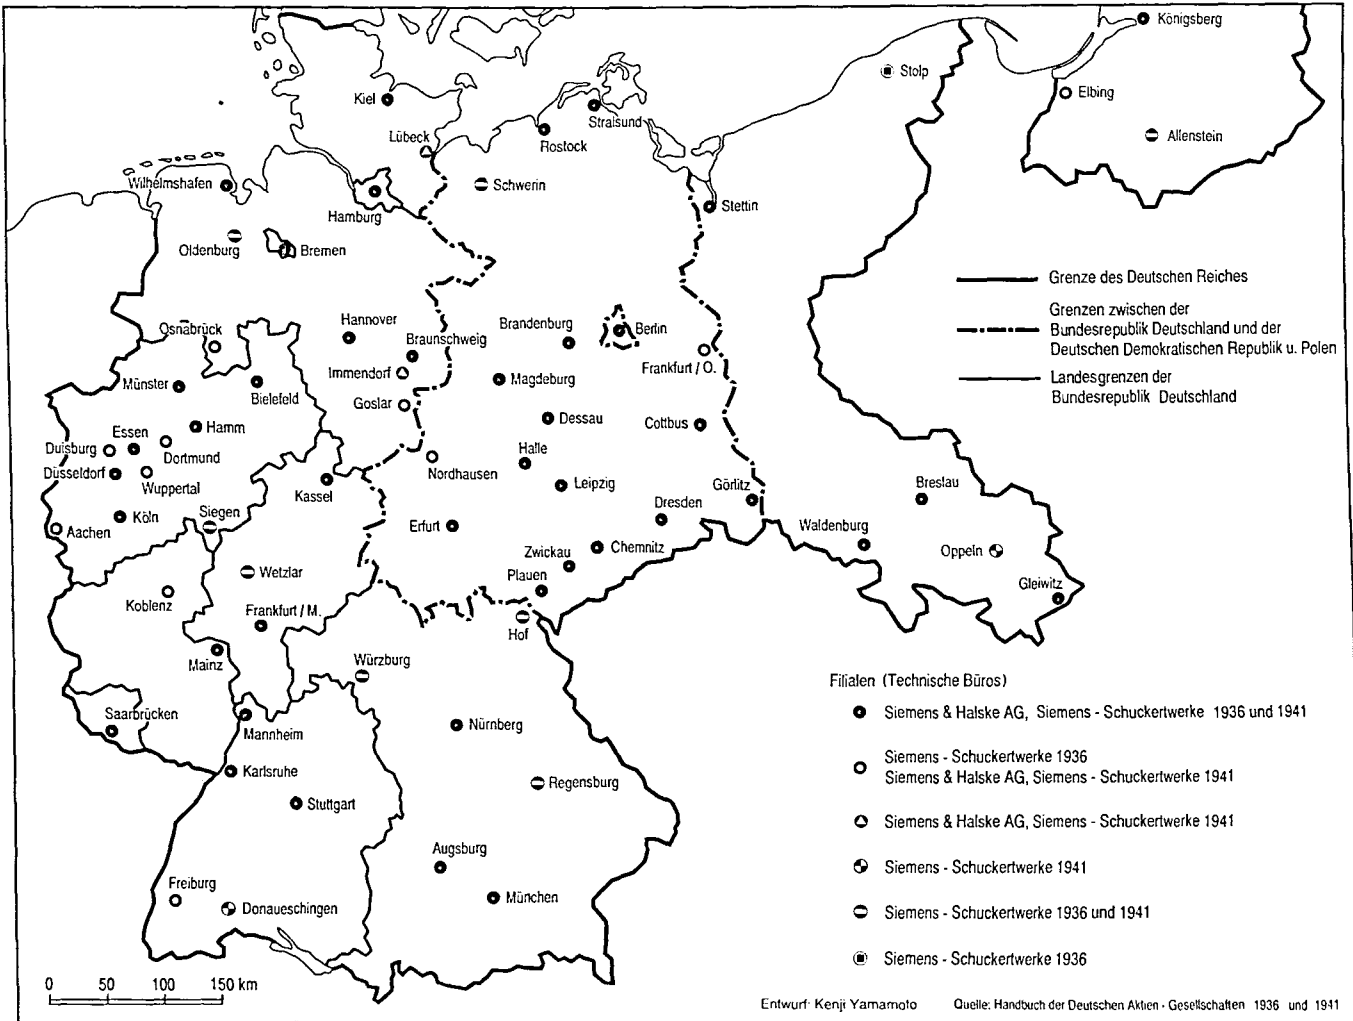 Königsberg
Stolp
Elbing
Kiel
Stralsund
Allenstein
Lübeck
Rostock
Wilhelmshafen
Schwerin
Hamburg
Stettin
Oldenburg
Bremen
Grenze des Deutschen Reiches
Grenzen zwischen der
Bundesrepublik Deutschland und der
Deutschen Demokratischen Republik u. Polen
Landesgrenzen der
Bundesrepublik Deutschland
Osnabrück
Hannover
Braunschweig
Brandenburg
Berlin
Immendorf
Frankfurt / O.
Münster
Bielefeld
Magdeburg
Goslar
Dessau
Cottbus
Essen
Hamm
Duisburg
Dortmund
Halle
Düsseldorf
Wuppertal
Nordhausen
Kassel
Leipzig
Görlitz
Breslau
Köln
Siegen
Aachen
Erfurt
Dresden
Waldenburg
Zwickau
Chemnitz
Oppeln
Wetzlar
Plauen
Gleiwitz
Koblenz
Frankfurt / M.
Hof
Mainz
Würzburg
Saarbrücken
Mannheim
Nürnberg
Karlsruhe
Regensburg
Stuttgart
Augsburg
Freiburg
München
Donaueschingen
Filialen (Technische Büros)
Siemens & Halske AG, Siemens - Schuckertwerke 1936 und 1941
Siemens - Schuckertwerke 1936
Siemens & Halske AG, Siemens - Schuckertwerke 1941
Siemens & Halske AG, Siemens - Schuckertwerke 1941
Siemens - Schuckertwerke 1941
Siemens - Schuckertwerke 1936 und 1941
Siemens - Schuckertwerke 1936
0 50 100 150 km
Entwurf: Kenji Yamamoto Quelle: Handbuch der Deutschen Aktien - Gesellschaften 1936 und 1941